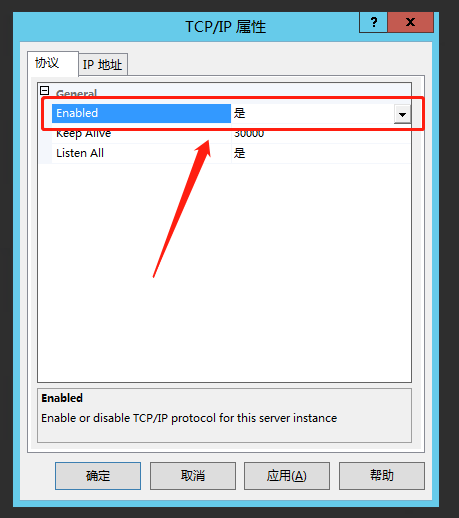 TCP/IP 属性
? x
协议 IP 地址
General
Enabled 是
Keep Alive 30000
Listen All 是
Enabled
Enable or disable TCP/IP protocol for this server instance
确定 取消 应用(A) 帮助